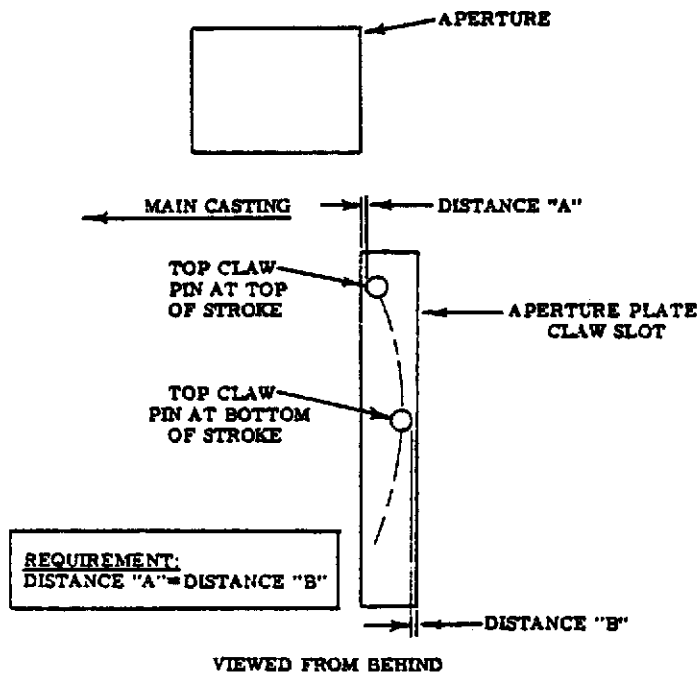 APERTURE
MAIN CASTING
DISTANCE "A"
TOP CLAW
PIN AT TOP
OF STROKE
APERTURE PLATE
CLAW SLOT
TOP CLAW
PIN AT BOTTOM
OF STROKE
REQUIREMENT:
DISTANCE "A"=DISTANCE "B"
DISTANCE "B"
VIEWED FROM BEHIND